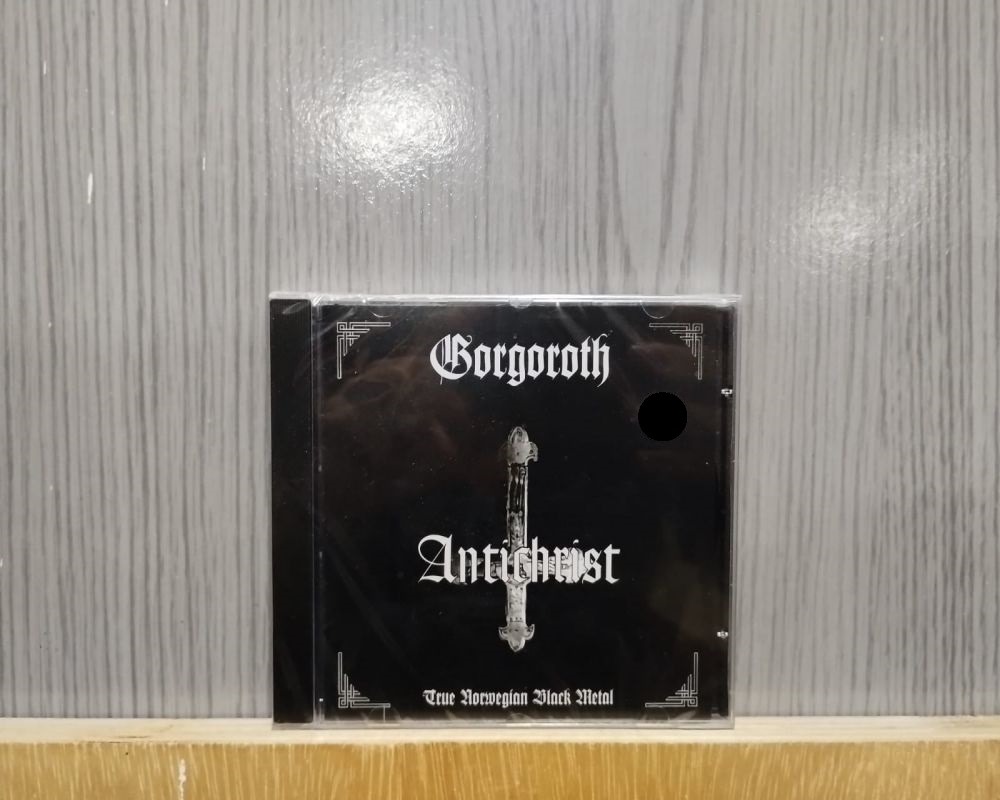 Gorgoroth
Antichrist
True Norwegian Black Metal